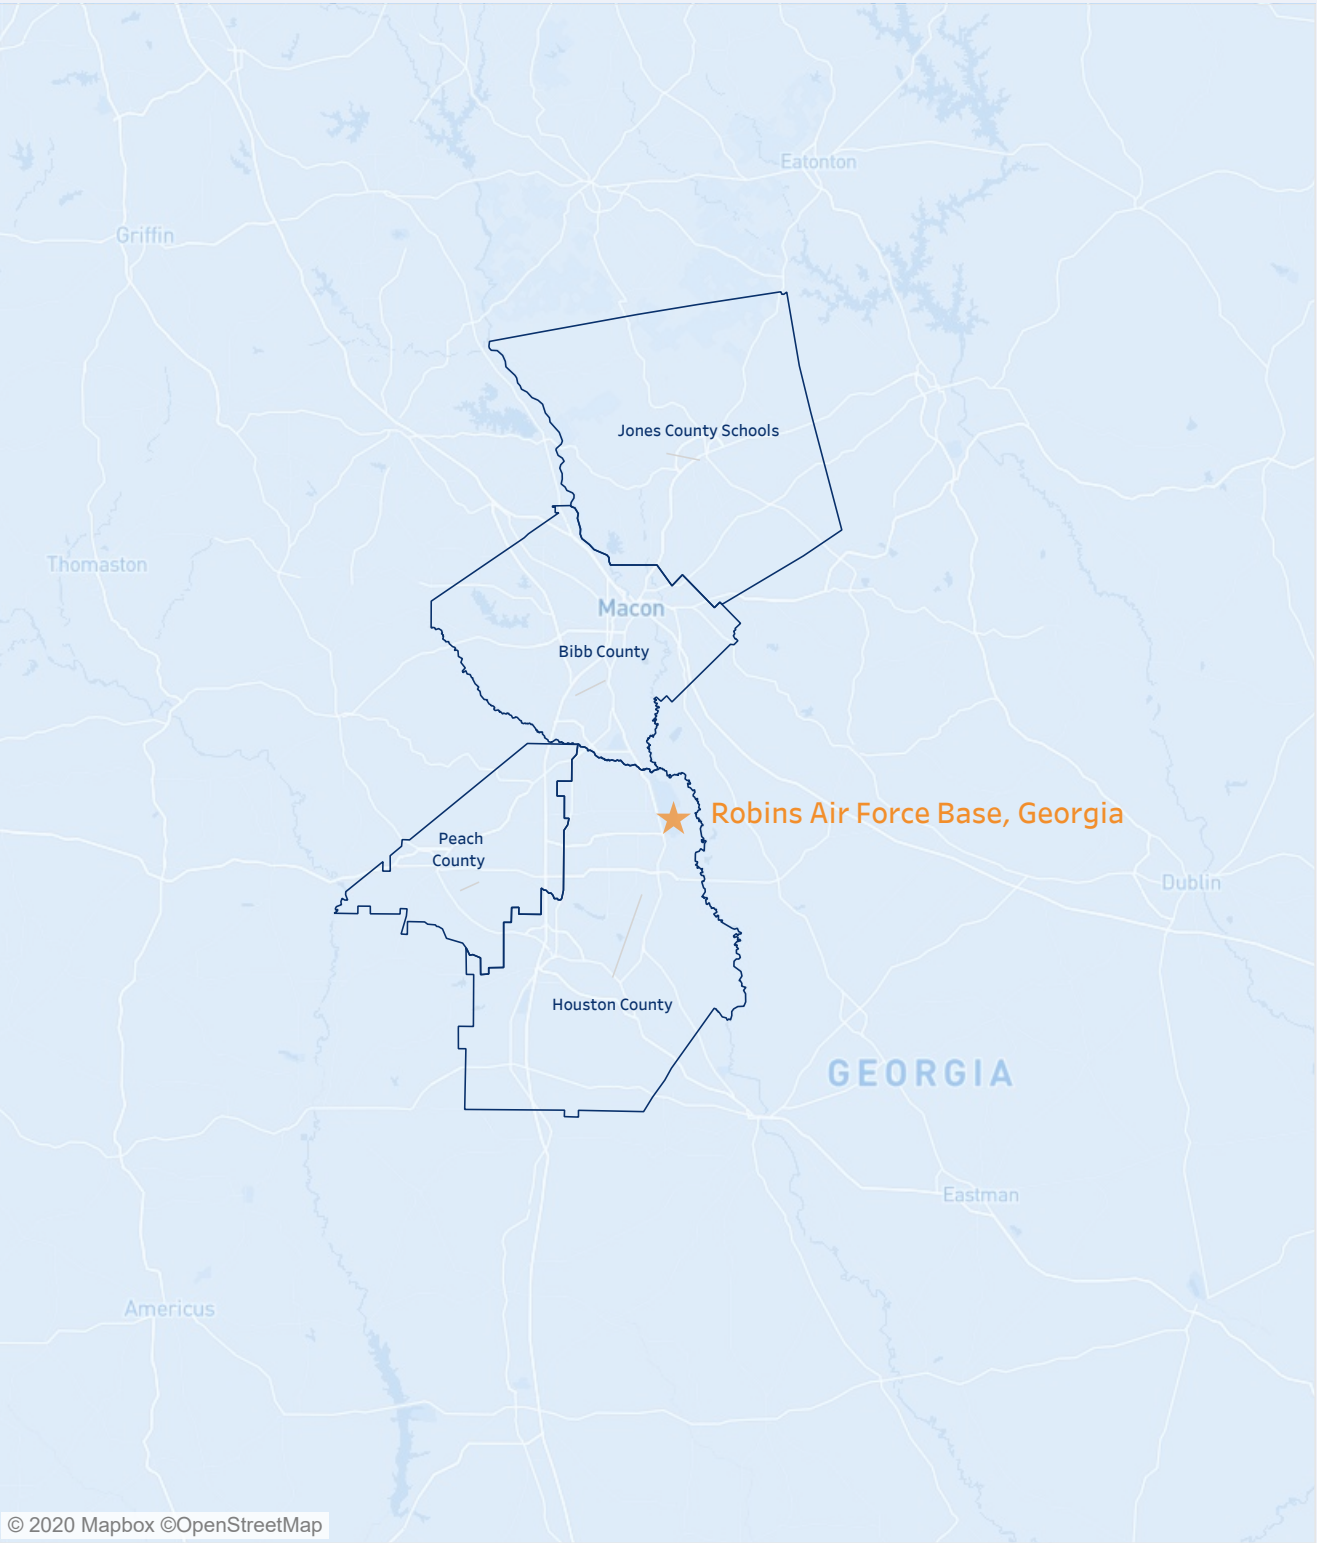 Eatonton
Griffin
Jones County Schools
Thomaston
Macon
Bibb County
Robins Air Force Base, Georgia
Peach
County
Dublin
Houston County
GEORGIA
Eastman
Americus
© 2020 Mapbox ©OpenStreetMap